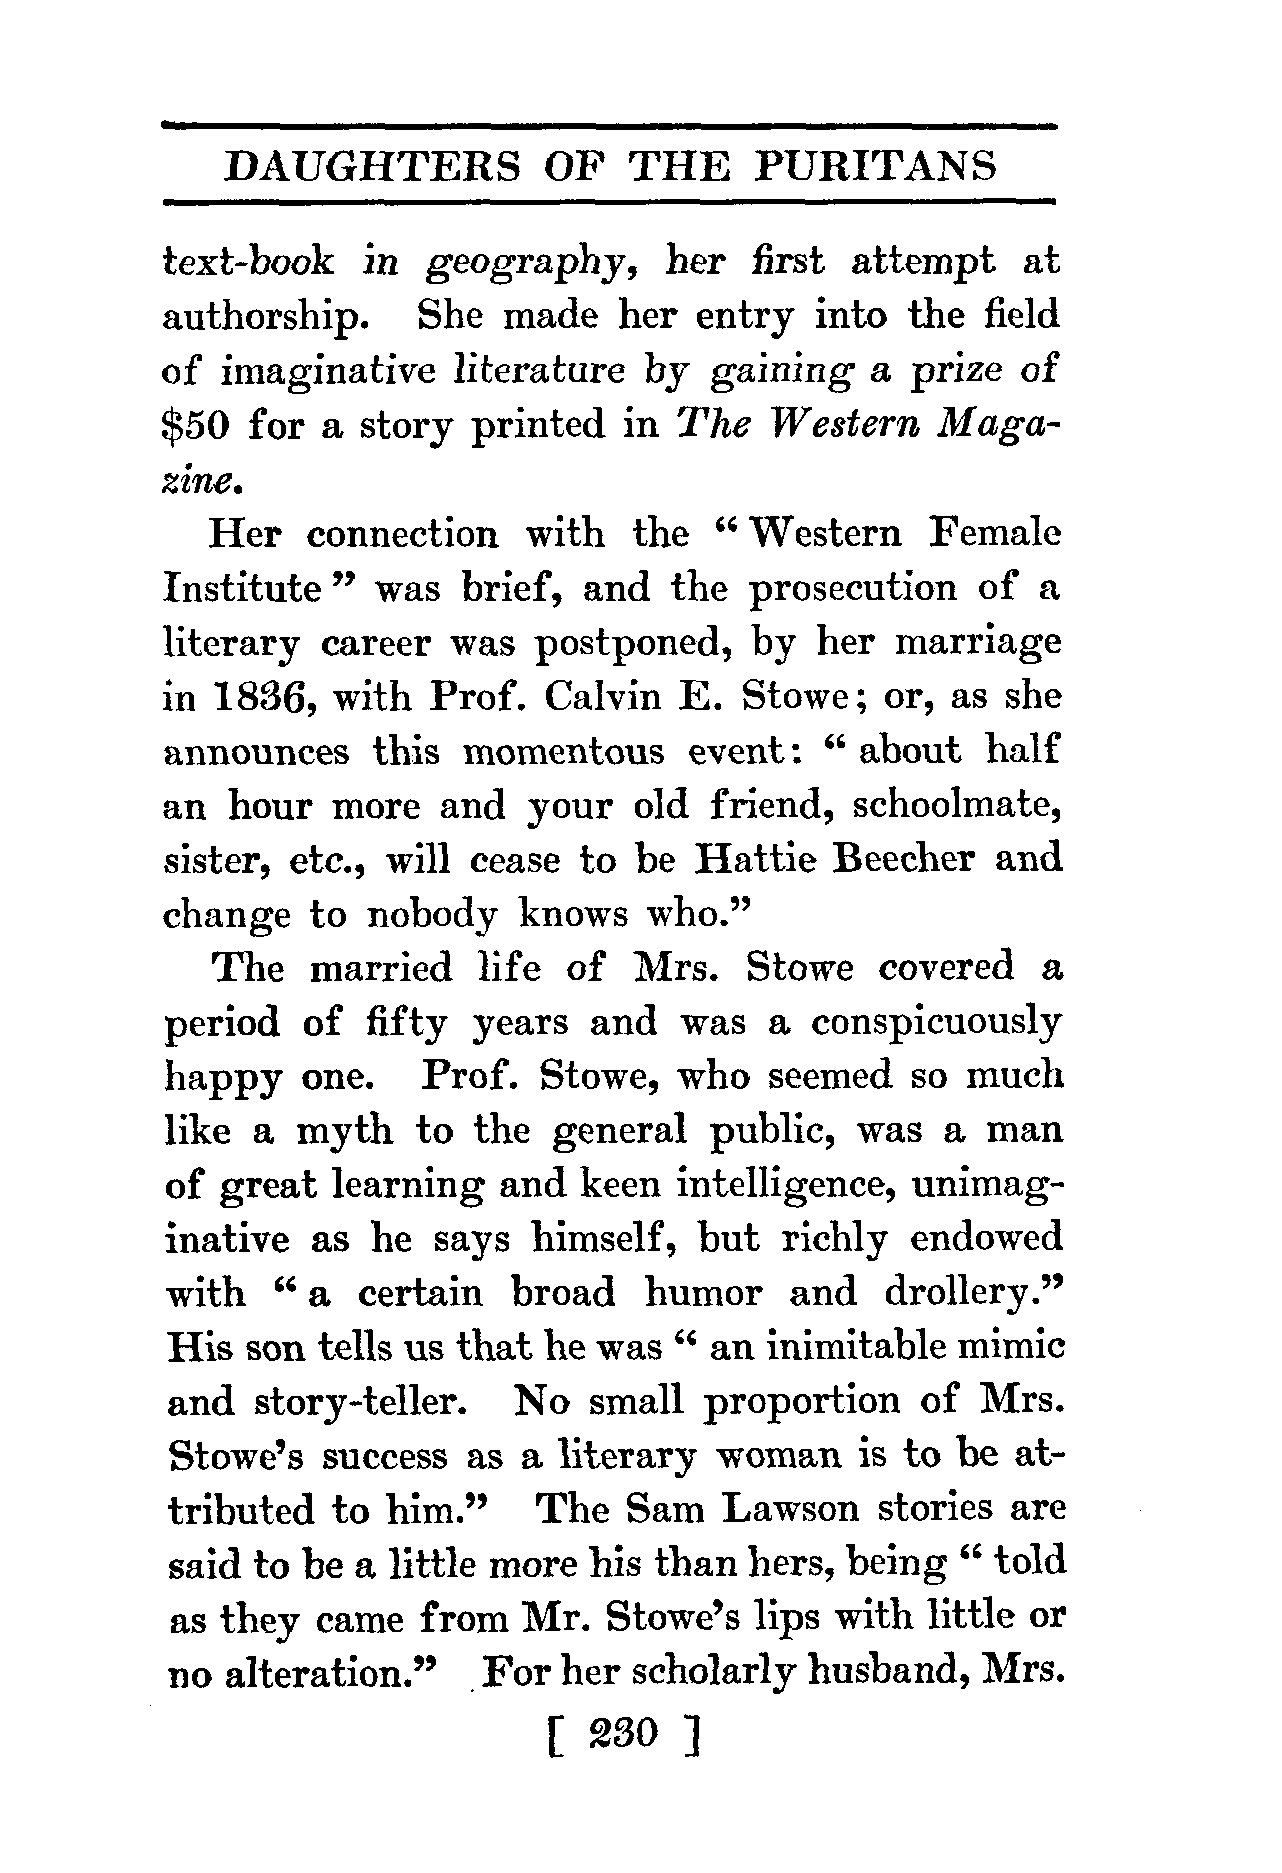 DAUGHTERS OF THE PURITANS
text-book in geography, her first attempt at
authorship. She made her entry into the field
of imaginative literature by gaining a prize of
$50 for a story printed in The Western Maga-
zine.
Her connection with the “ Western Female
Institute ” was brief, and the prosecution of a
literary career was postponed, by her marriage
in 1836, with Prof. Calvin E. Stowe; or, as she
announces this momentous event: “ about half
an hour more and your old friend, schoolmate,
sister, etc., will cease to be Hattie Beecher and
change to nobody knows who.”
The married life of Mrs. Stowe covered a
period of fifty years and was a conspicuously
happy one. Prof. Stowe, who seemed so much
like a myth to the general public, was a man
of great learning and keen intelligence, unimag-
inative as he says himself, but richly endowed
with “ a certain broad humor and drollery.”
His son tells us that he was “ an inimitable mimic
and story-teller. No small proportion of Mrs.
Stowe’s success as a literary woman is to be at-
tributed to him.” The Sam Lawson stories are
said to be a little more his than hers, being “ told
as they came from Mr. Stowe’s lips with little or
no alteration.” For her scholarly husband, Mrs.
[ 230 ]